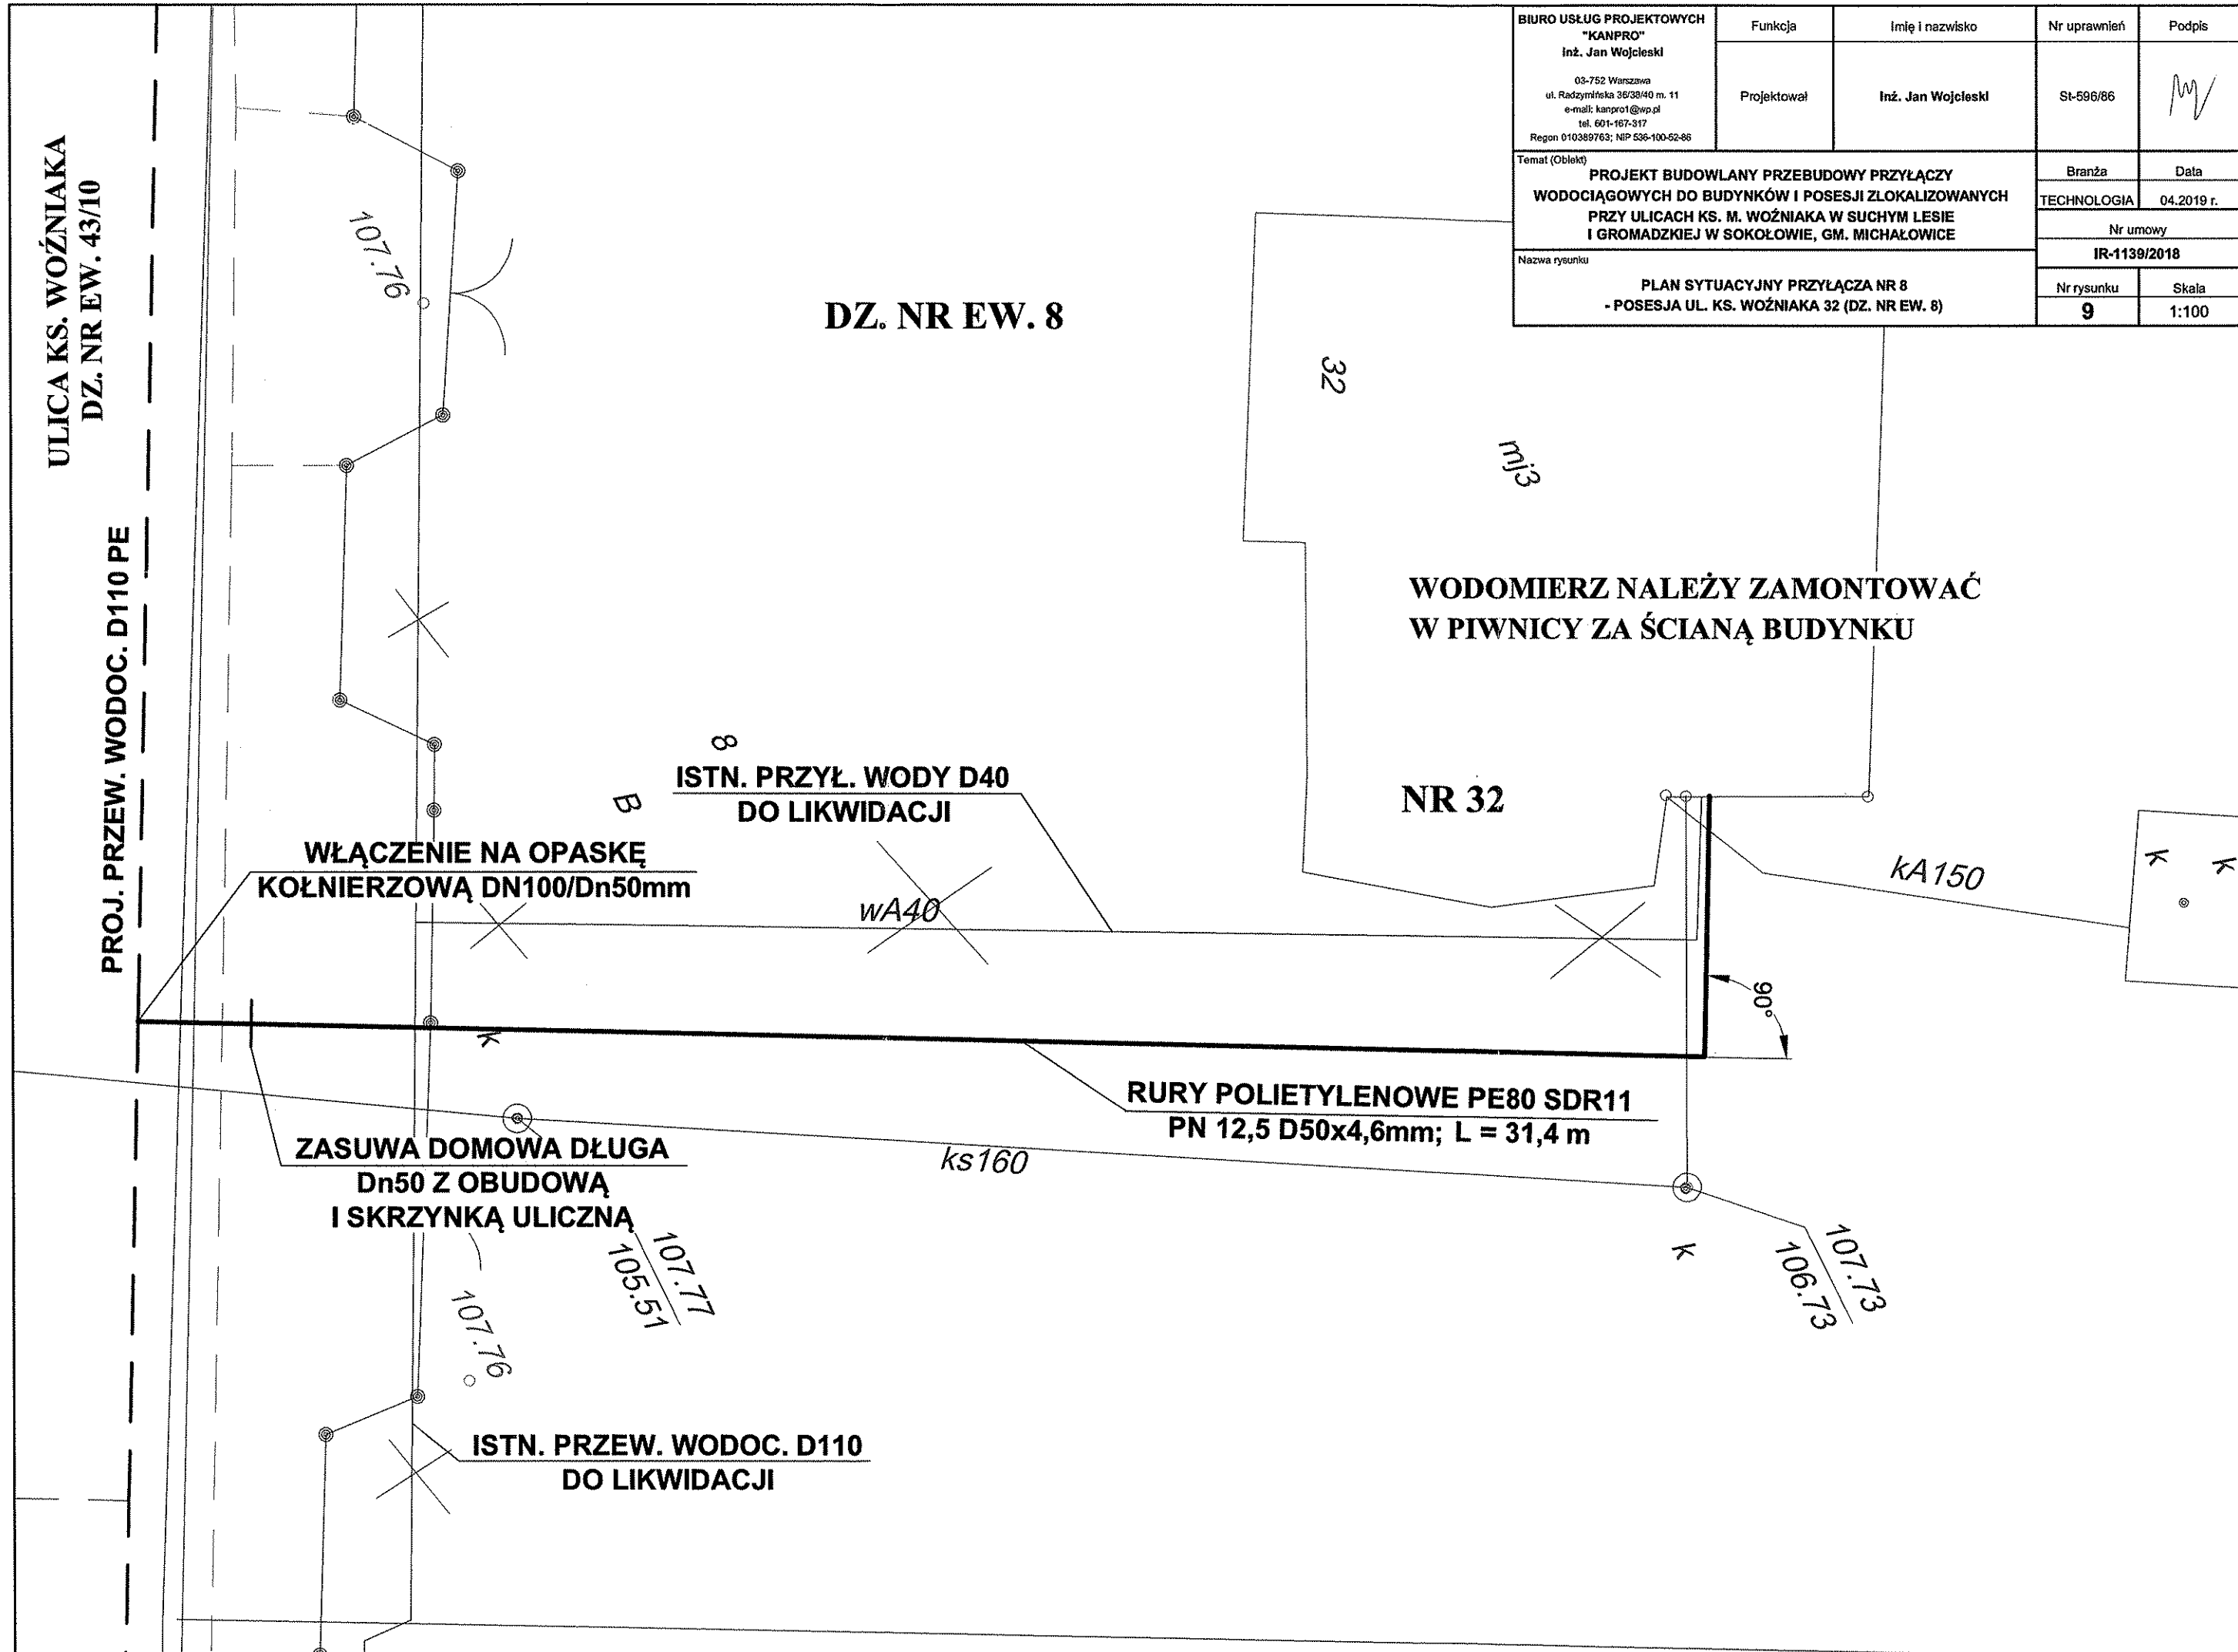 BIURO USŁUG PROJEKTOWYCH
"KANPRO"
inż. Jan Wojcieski
03-752 Warszawa
ul. Radzymińska 36/38/40 m. 11
e-mail: kanpro1@wp.pl
tel. 601-167-317
Regon 010389763; NIP 536-100-52-86
Funkcja
Imię i nazwisko
Nr uprawnień
Podpis
Projektował
inż. Jan Wojcieski
St-596/86
Temat (Obiekt)
PROJEKT BUDOWLANY PRZEBUDOWY PRZYŁĄCZY
WODOCIĄGOWYCH DO BUDYNKÓW I POSESJI ZLOKALIZOWANYCH
PRZY ULICACH KS. M. WOŹNIAKA W SUCHYM LESIE
I GROMADZKIEJ W SOKOŁOWIE, GM. MICHAŁOWICE
Branża
Data
TECHNOLOGIA
04.2019 r.
Nr umowy
IR-1139/2018
Nazwa rysunku
PLAN SYTUACYJNY PRZYŁĄCZA NR 8
- POSESJA UL. KS. WOŹNIAKA 32 (DZ. NR EW. 8)
Nr rysunku
Skala
9
1:100
ULICA KS. WOŹNIAKA
DZ. NR EW. 43/10
107.76
DZ. NR EW. 8
32
mj3
PROJ. PRZEW. WODOC. D110 PE
WODOMIERZ NALEŻY ZAMONTOWAĆ
W PIWNICY ZA ŚCIANĄ BUDYNKU
8
B
ISTN. PRZYŁ. WODY D40
DO LIKWIDACJI
NR 32
WŁĄCZENIE NA OPASKĘ
KOŁNIERZOWĄ DN100/Dn50mm
wA40
kA150
k
k
90°
k
RURY POLIETYLENOWE PE80 SDR11
PN 12,5 D50x4,6mm; L = 31,4 m
ZASUWA DOMOWA DŁUGA
Dn50 Z OBUDOWĄ
I SKRZYNKĄ ULICZNĄ
ks160
107.77
105.51
k
107.73
106.73
107.76
ISTN. PRZEW. WODOC. D110
DO LIKWIDACJI